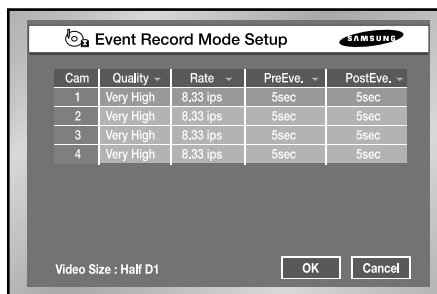 Event Record Mode Setup SAMSUNG
Cam Quality Rate PreEve. PostEve.
1 Very High 8.33 ips 5sec 5sec
2 Very High 8.33 ips 5sec 5sec
3 Very High 8.33 ips 5sec 5sec
4 Very High 8.33 ips 5sec 5sec
Video Size : Half D1 OK Cancel